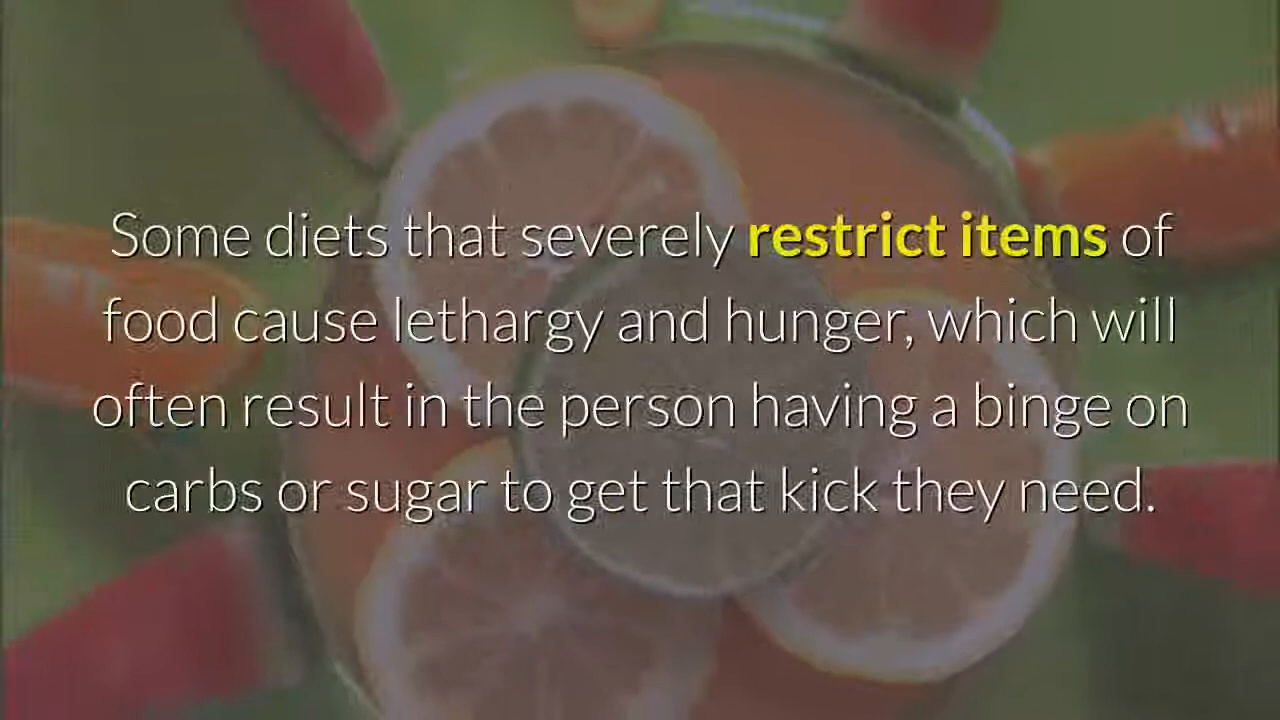 Some diets that severely restrict items of
food cause lethargy and hunger, which will
often result in the person having a binge on
carbs or sugar to get that kick they need.